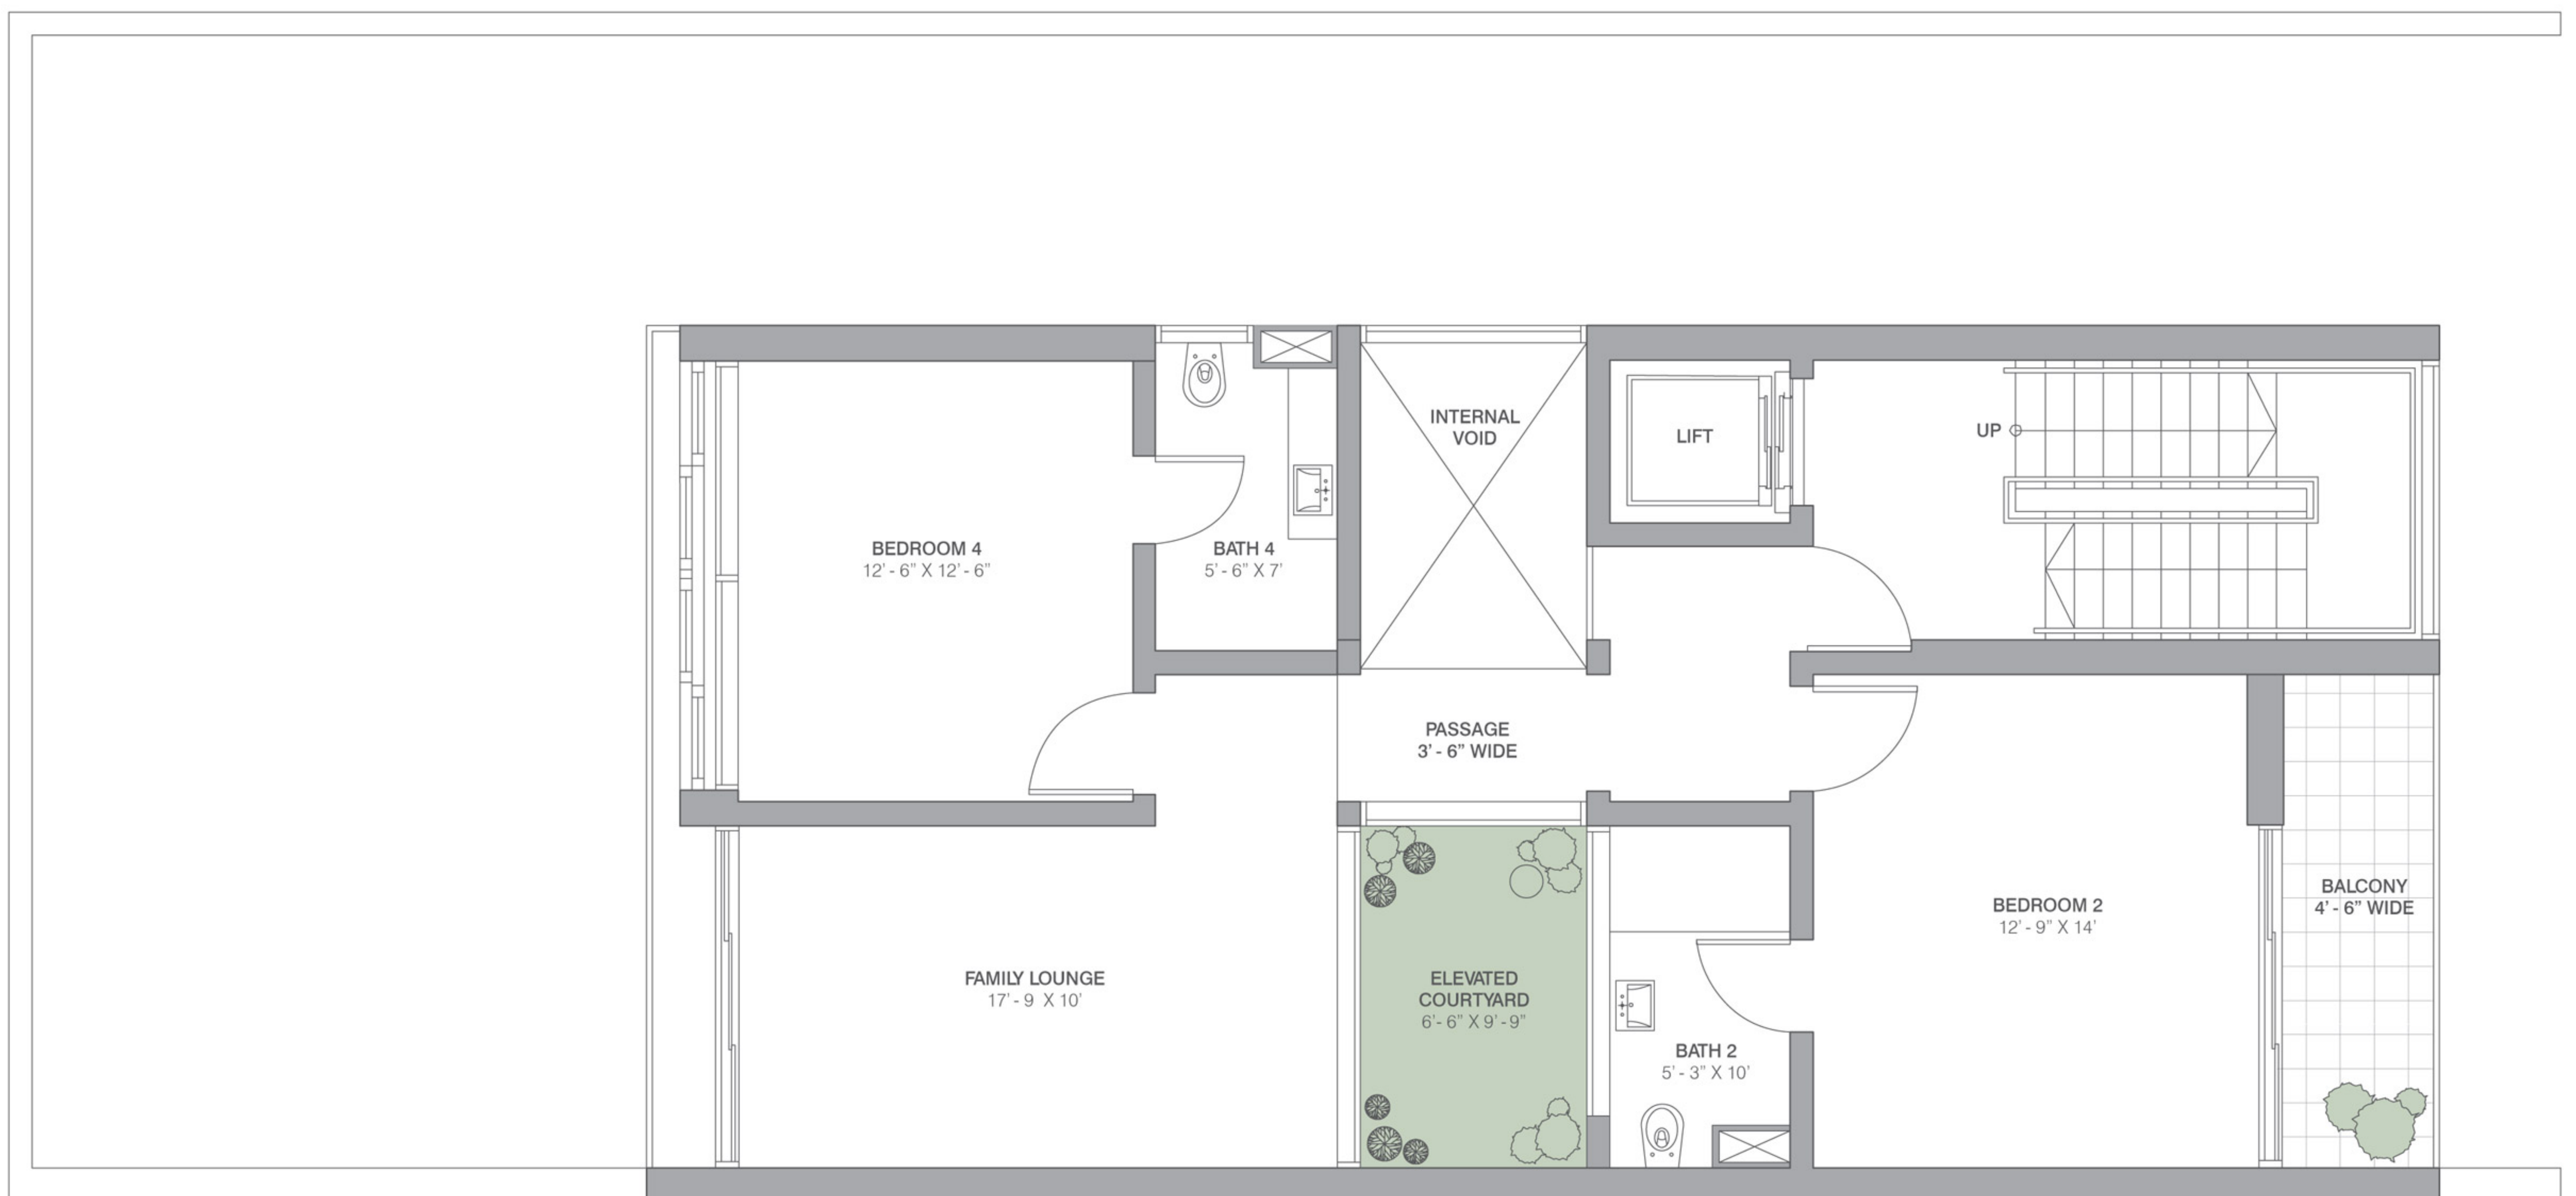 INTERNAL
VOID
LIFT
UP
BEDROOM 4
12' - 6” X 12' - 6”
BATH 4
5' - 6” X 7'
PASSAGE
3' - 6” WIDE
BALCONY
4' - 6” WIDE
BEDROOM 2
12' - 9” X 14'
FAMILY LOUNGE
17' - 9 X 10'
ELEVATED
COURTYARD
6' - 6” X 9' - 9”
BATH 2
5' - 3” X 10'